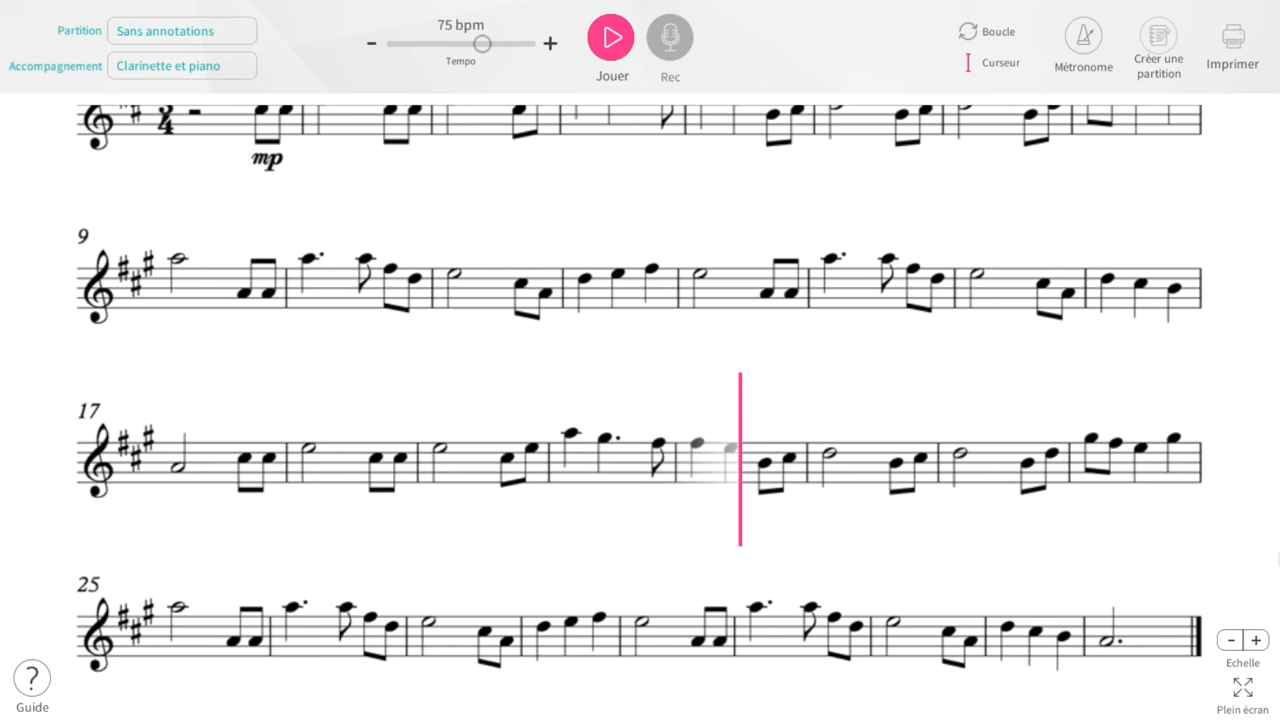 Partition
Sans annotations
Accompagnement
Clarinette et piano
75 bpm
- +
Tempo
Jouer
Rec
Boucle
Curseur
Métronome
Créer une
partition
Imprimer
4
mp
9
17
25
?
Guide
- +
Echelle
Plein écran